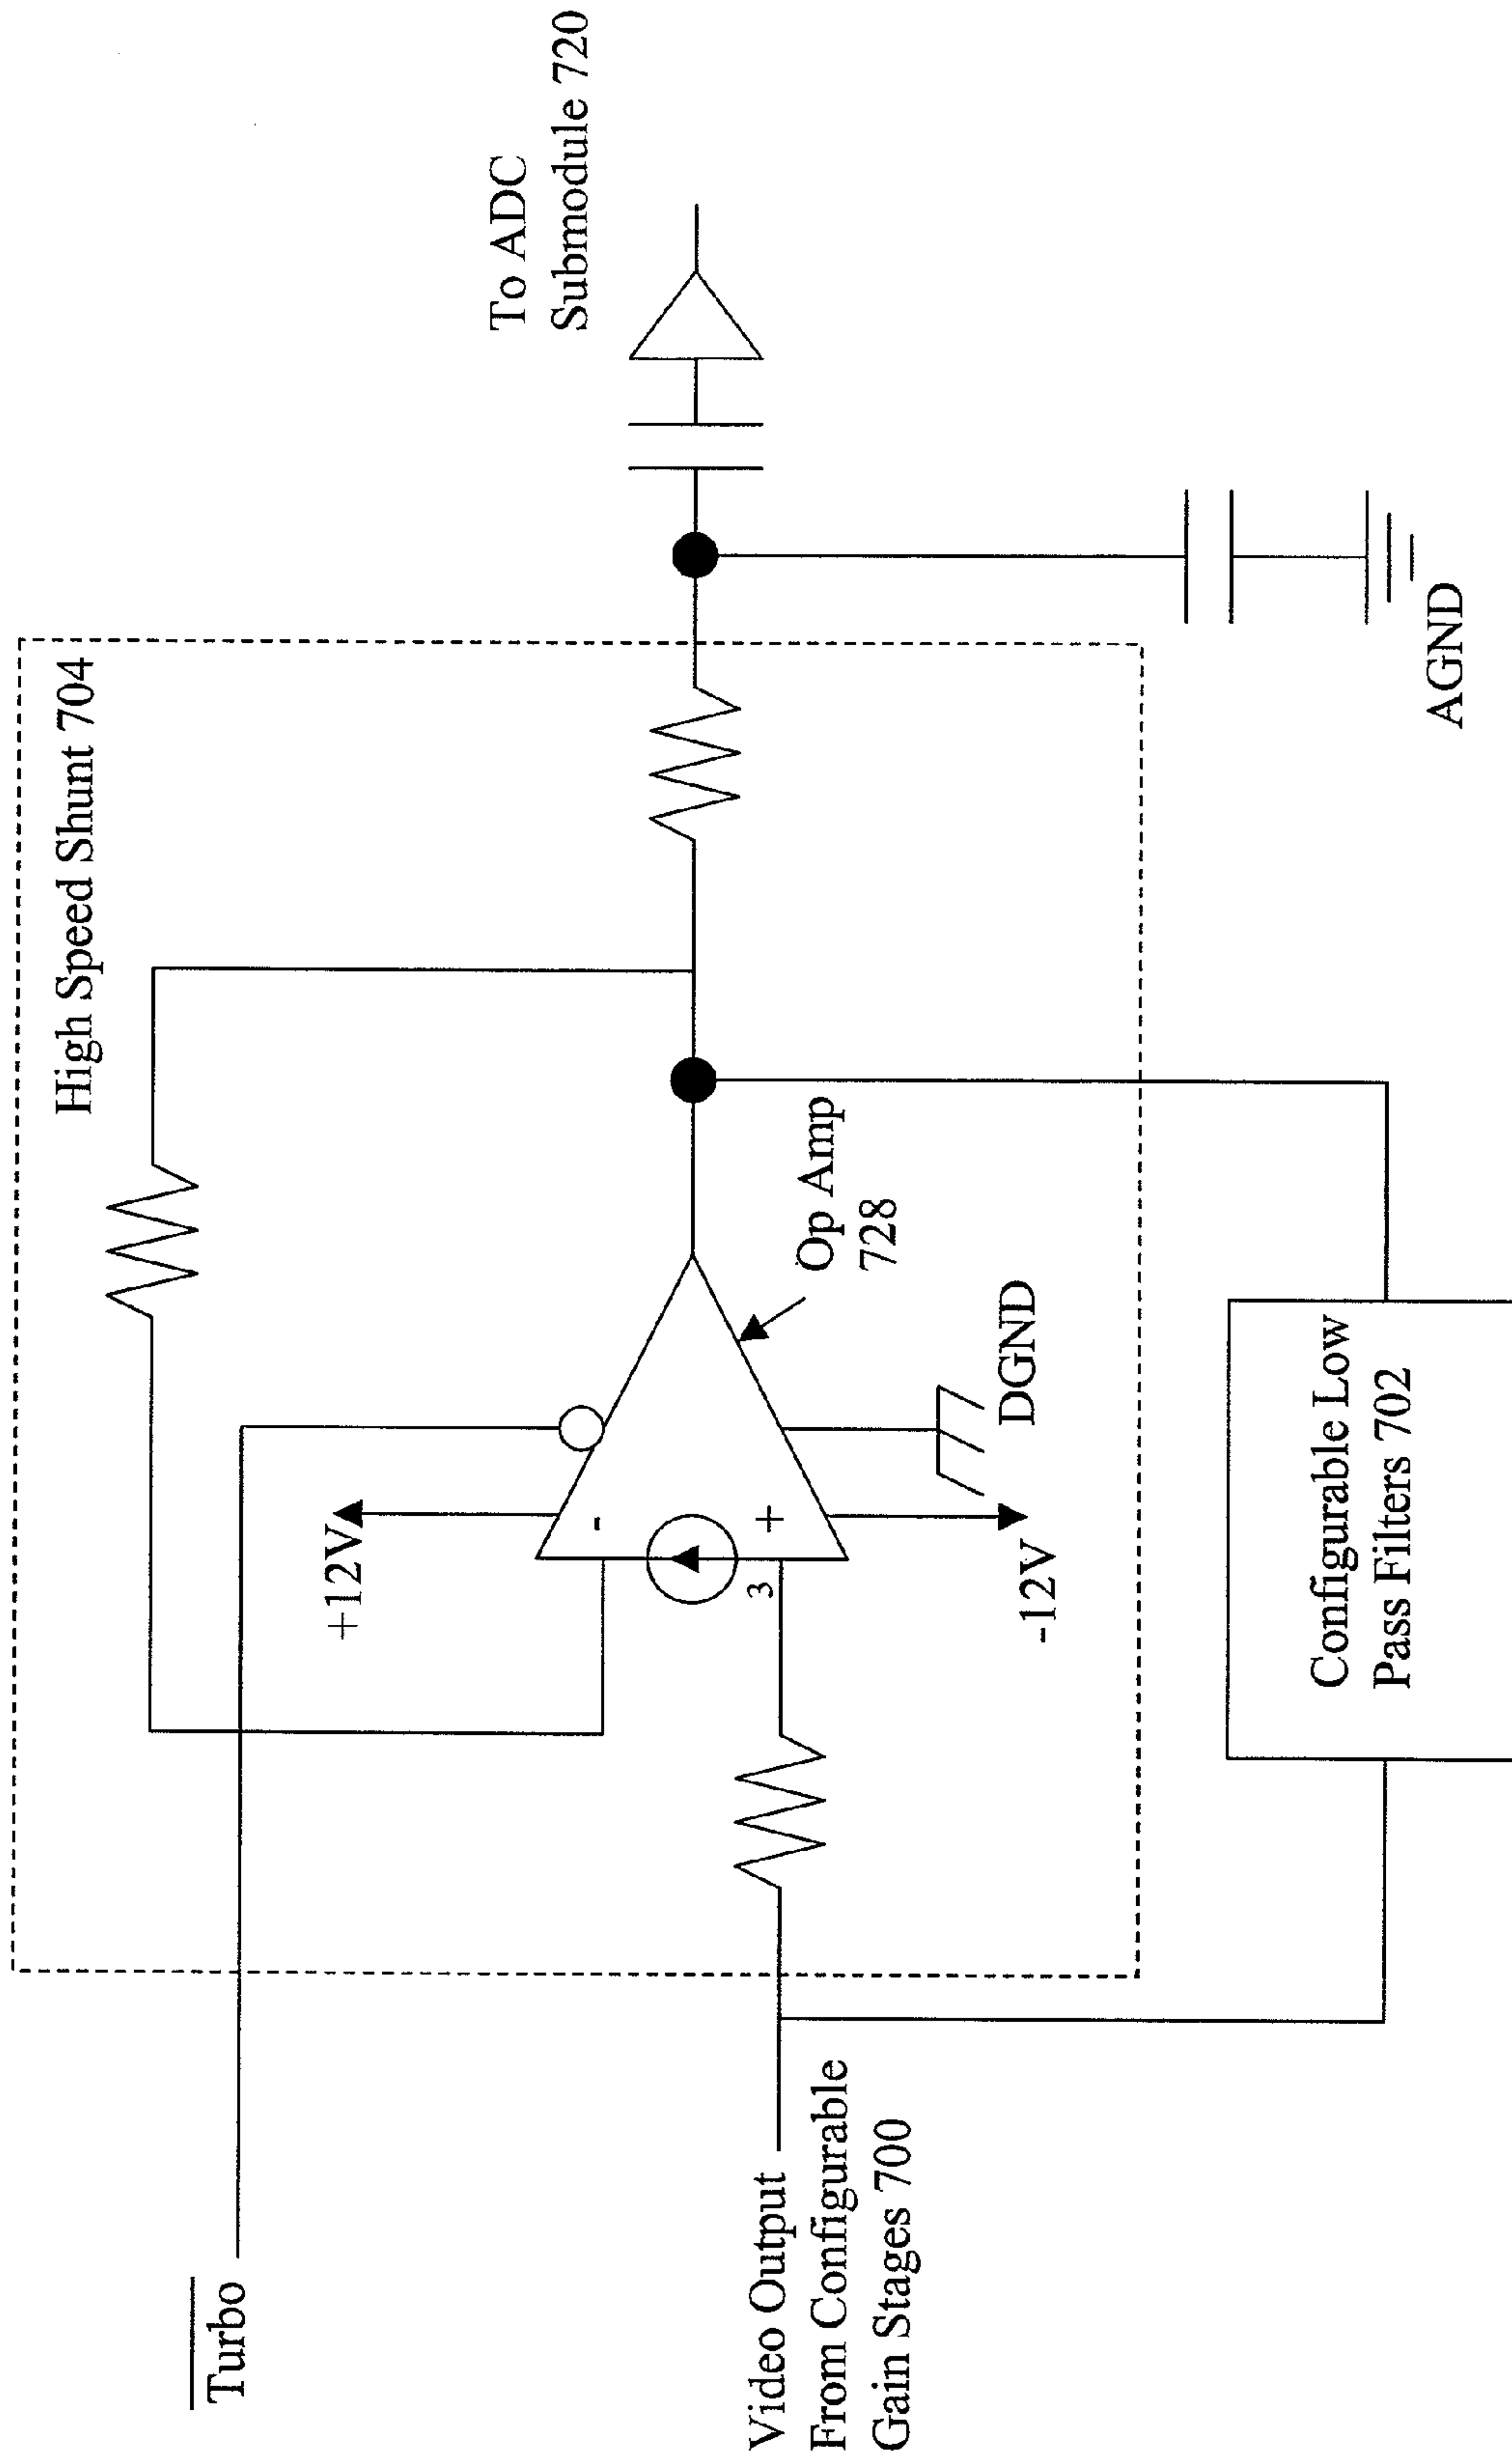 High Speed Shunt 704
Turbo
+12V
-
+
3
-12V
DGND
Op Amp
728
To ADC
Submodule 720
AGND
Video Output
From Configurable
Gain Stages 700
Configurable Low
Pass Filters 702